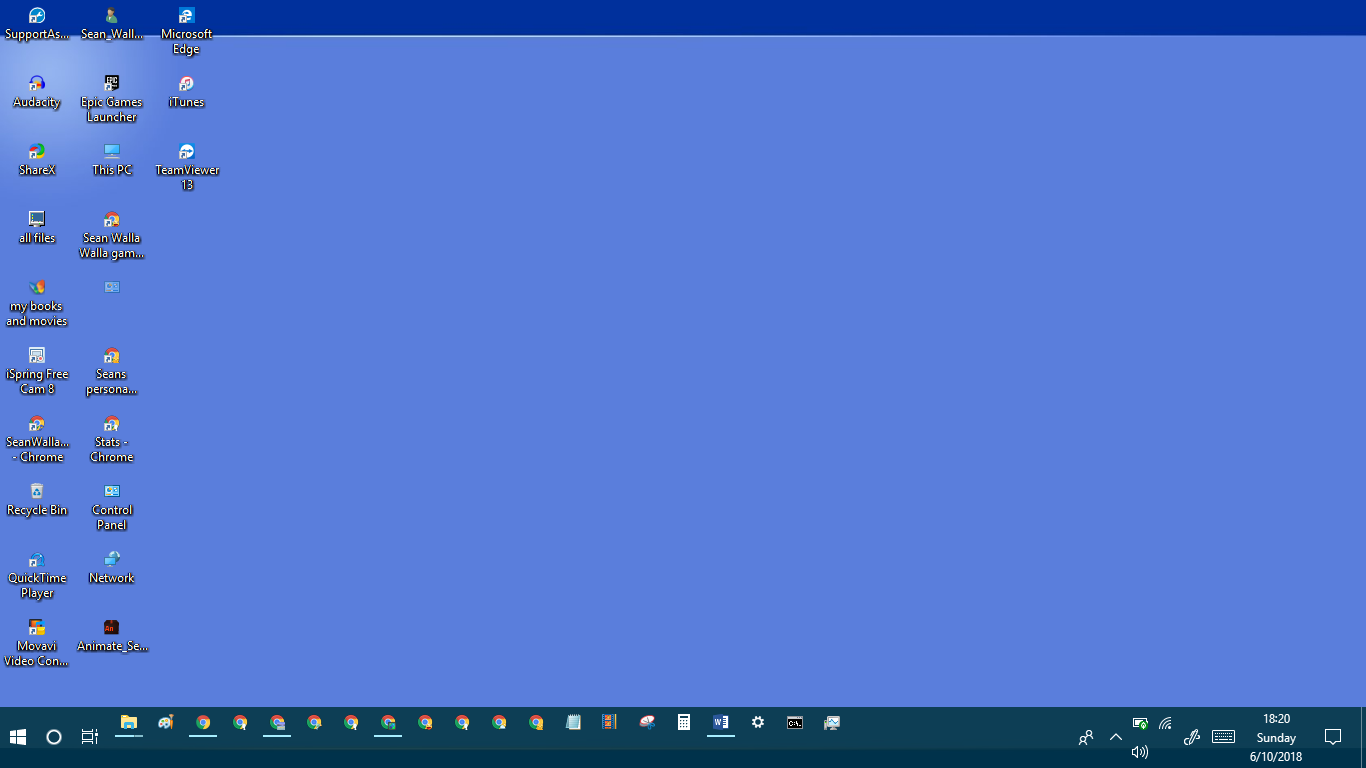 SupportAs...
Sean_Wall...
Microsoft
Edge
Audacity
Epic Games
Launcher
iTunes
ShareX
This PC
TeamViewer
13
all files
Sean Walla
Walla gam...
my books
and movies
iSpring Free
Cam 8
Seans
persona...
SeanWalla...
- Chrome
Stats -
Chrome
Recycle Bin
Control
Panel
QuickTime
Player
Network
Movavi
Video Con...
Animate_Se...
18:20
Sunday
6/10/2018